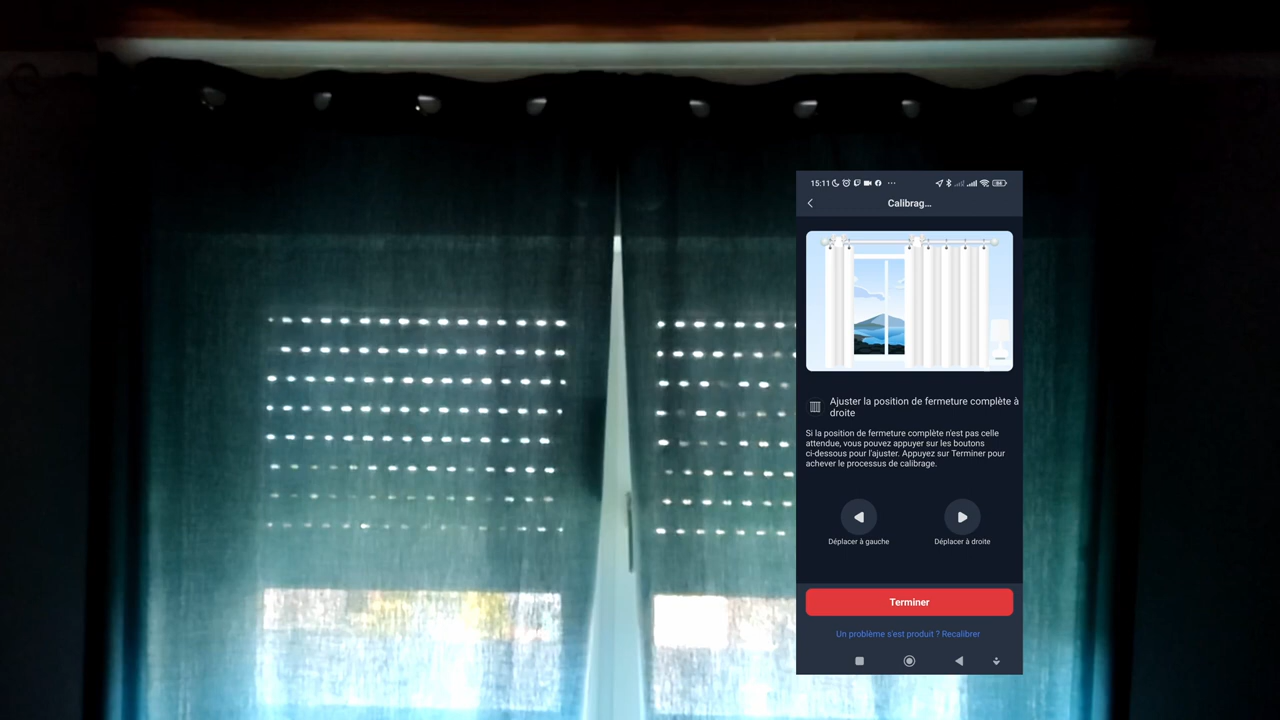 15:11
Calibrag...
Ajuster la position de fermeture complète à
droite
Si la position de fermeture complète n'est pas celle
attendue, vous pouvez appuyer sur les boutons
ci-dessous pour l'ajuster. Appuyez sur Terminer pour
achever le processus de calibrage.
Déplacer à gauche
Déplacer à droite
Terminer
Un problème s'est produit ? Recalibrer